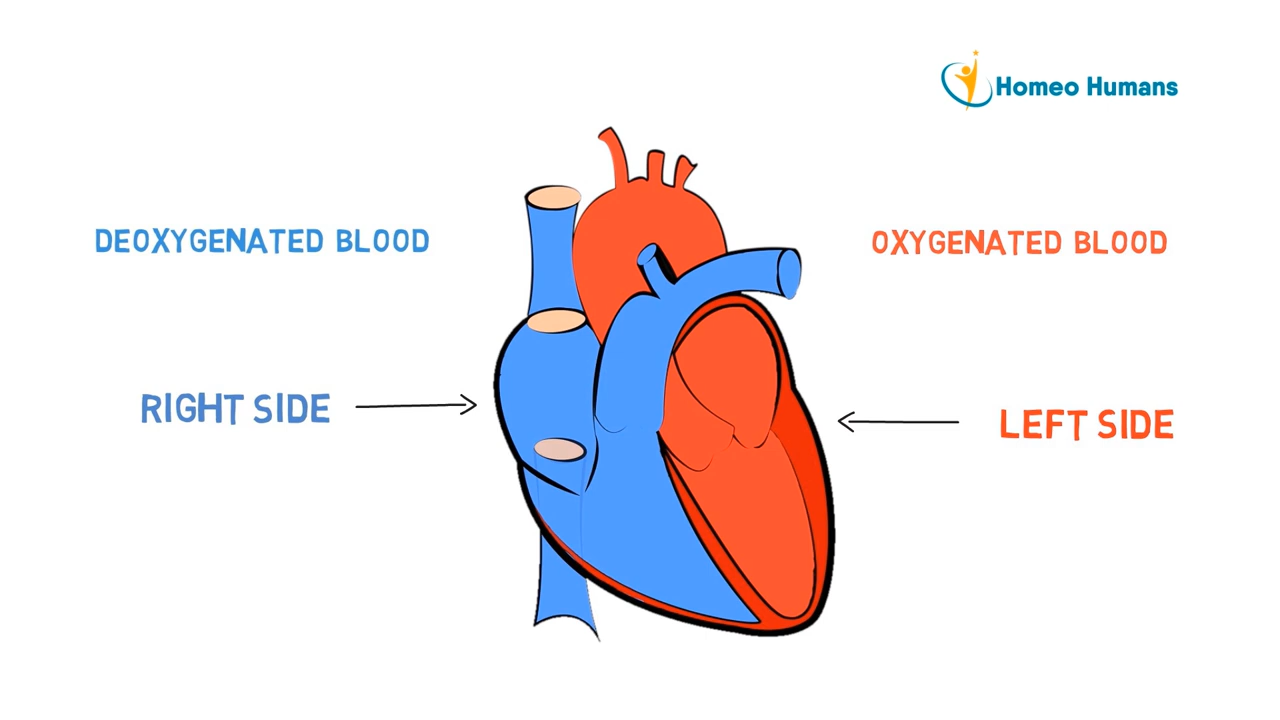 Homeo Humans
DEOXYGENATED BLOOD
OXYGENATED BLOOD
RIGHT SIDE
LEFT SIDE